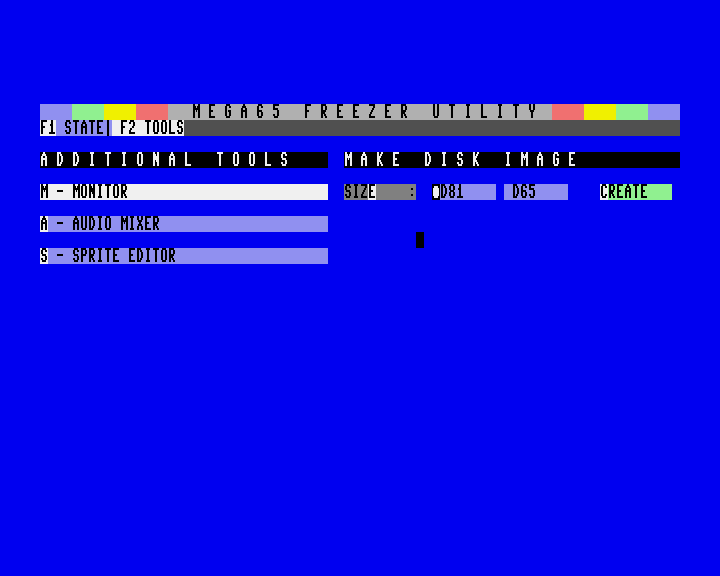 MEGA65 FREEZER UTILITY
F1 STATE| F2 TOOLS
ADDITIONAL TOOLS
MAKE DISK IMAGE
M - MONITOR
SIZE : D81 D65 CREATE
A - AUDIO MIXER
S - SPRITE EDITOR